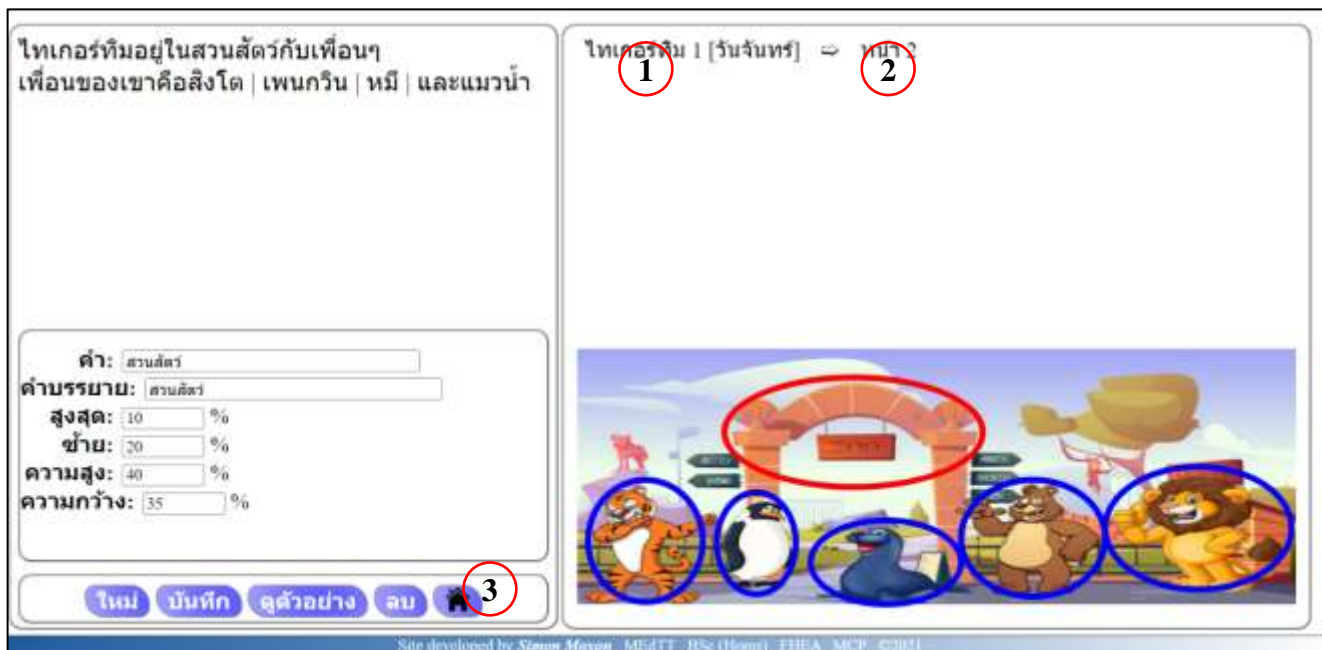 ไทเกอร์ทิมอยู่ในสวนสัตว์กับเพื่อนๆ
เพื่อนของเขาคือสิงโต | เพนกวิน | หมี | และแมวน้ำ
คำ: สวนสัตว์
คำบรรยาย: สวนสัตว์
สูงสุด: 10 %
ซ้าย: 20 %
ความสูง: 40 %
ความกว้าง: 35 %
ใหม่ บันทึก ดูตัวอย่าง ลบ 3
ไทเกอร์ทิม 1 [วันจันทร์] ⇨ หน้า 2
1 2
Site developed by Simon Moxon MEdTT BSc (Hons) FHEA MCP ©2021